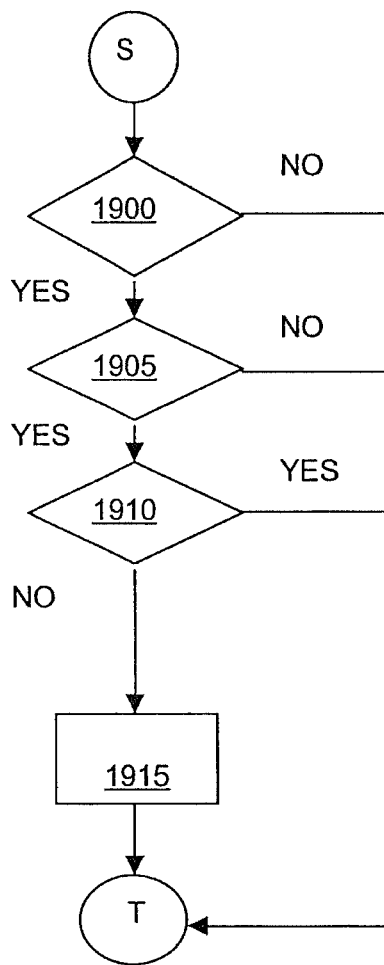 S
NO
1900
YES
NO
1905
YES
YES
1910
NO
1915
T